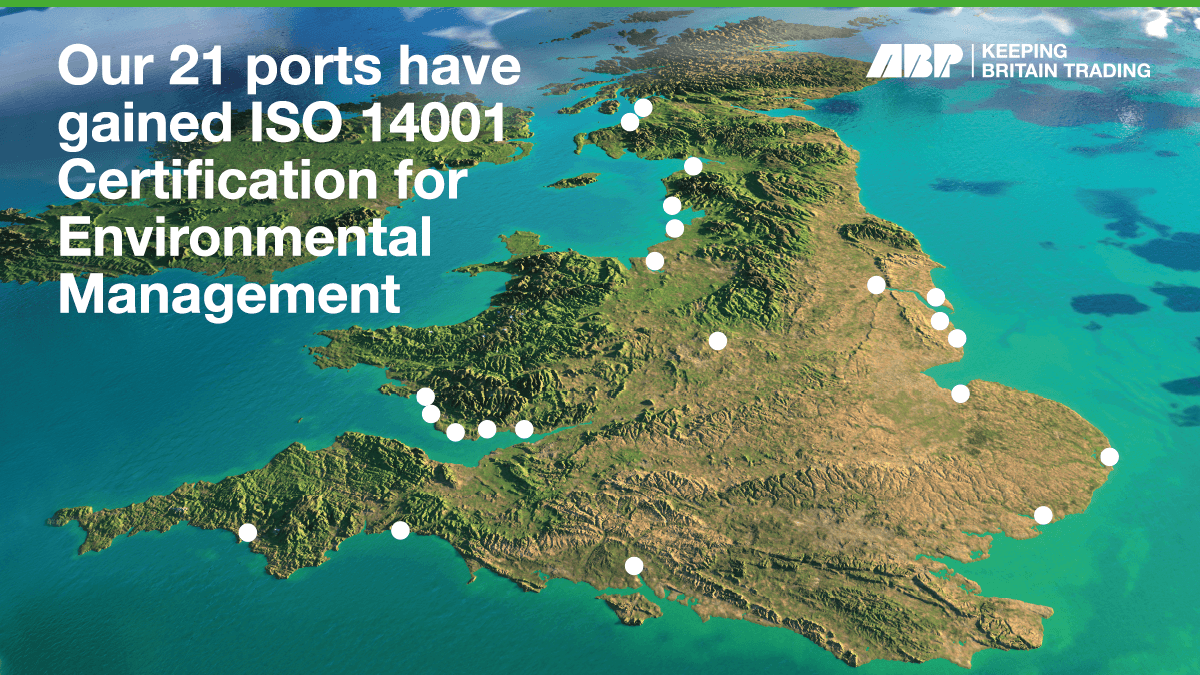 Our 21 ports have
gained ISO 14001
Certification for
Environmental
Management
ABP
KEEPING
BRITAIN TRADING